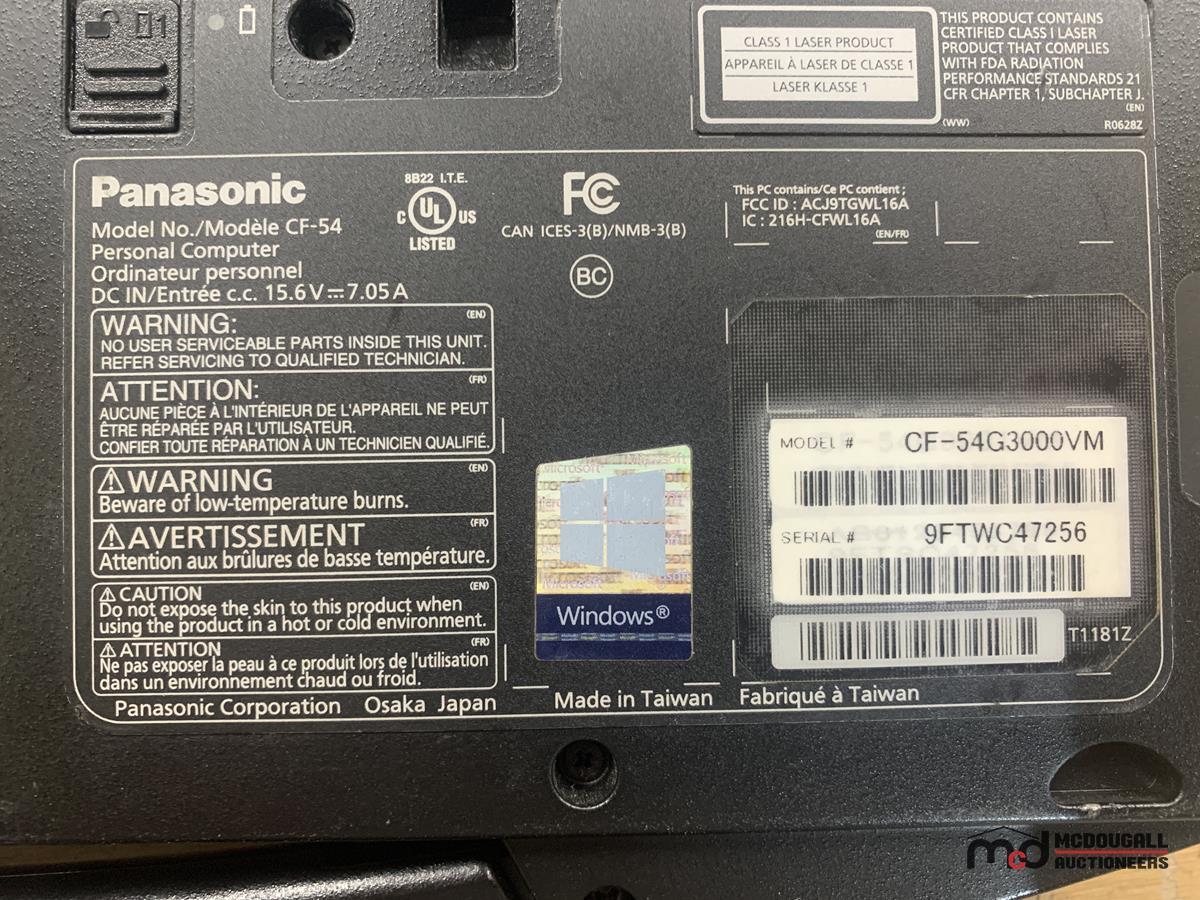 1
CLASS 1 LASER PRODUCT
APPAREIL À LASER DE CLASSE 1
LASER KLASSE 1
(WW)
THIS PRODUCT CONTAINS
CERTIFIED CLASS I LASER
PRODUCT THAT COMPLIES
WITH FDA RADIATION
PERFORMANCE STANDARDS 21
CFR CHAPTER 1, SUBCHAPTER J.
(EN)
R0628Z
Panasonic
Model No./Modèle CF-54
Personal Computer
Ordinateur personnel
DC IN/Entrée c.c. 15.6V⎓7.05A
8B22 I.T.E.
C UL US
LISTED
FC
CAN ICES-3(B)/NMB-3(B)
BC
This PC contains/Ce PC contient ;
FCC ID : ACJ9TGWL16A
IC : 216H-CFWL16A
(EN/FR)
WARNING: (EN)
NO USER SERVICEABLE PARTS INSIDE THIS UNIT.
REFER SERVICING TO QUALIFIED TECHNICIAN.
ATTENTION: (FR)
AUCUNE PIÈCE À L'INTÉRIEUR DE L'APPAREIL NE PEUT
ÊTRE RÉPARÉE PAR L'UTILISATEUR.
CONFIER TOUTE RÉPARATION À UN TECHNICIEN QUALIFIÉ.
⚠WARNING (EN)
Beware of low-temperature burns.
⚠AVERTISSEMENT (FR)
Attention aux brûlures de basse température.
⚠CAUTION (EN)
Do not expose the skin to this product when
using the product in a hot or cold environment.
⚠ATTENTION (FR)
Ne pas exposer la peau à ce produit lors de l'utilisation
dans un environnement chaud ou froid.
Panasonic Corporation Osaka Japan
Microsoft
Windows®
Made in Taiwan Fabriqué à Taiwan
MODEL # CF-54G3000VM
SERIAL # 9FTWC47256
T1181Z
mcd MCDOUGALL
AUCTIONEERS